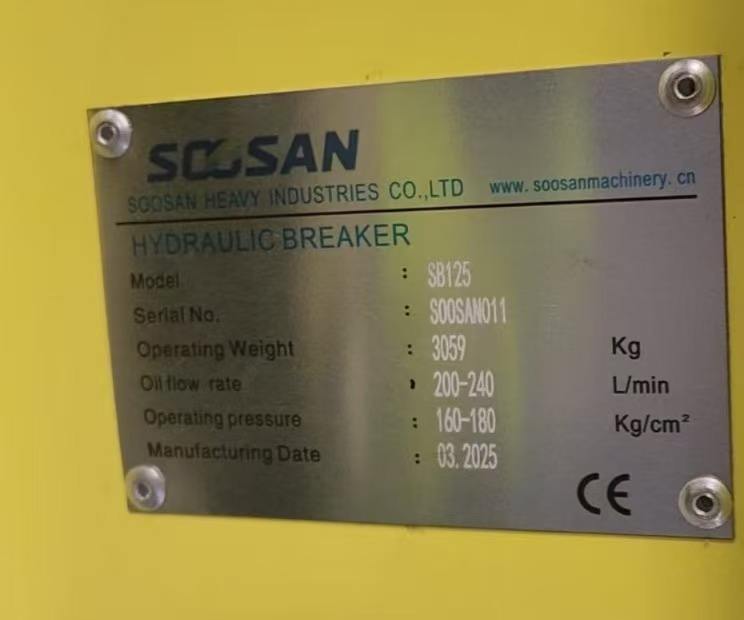 SOOSAN
SOOSAN HEAVY INDUSTRIES CO.,LTD www.soosanmachinery.cn
HYDRAULIC BREAKER
Model : SB125
Serial No. : SOOSAN011
Operating Weight : 3059 Kg
Oil flow rate : 200-240 L/min
Operating pressure : 160-180 Kg/cm²
Manufacturing Date : 03.2025
CE